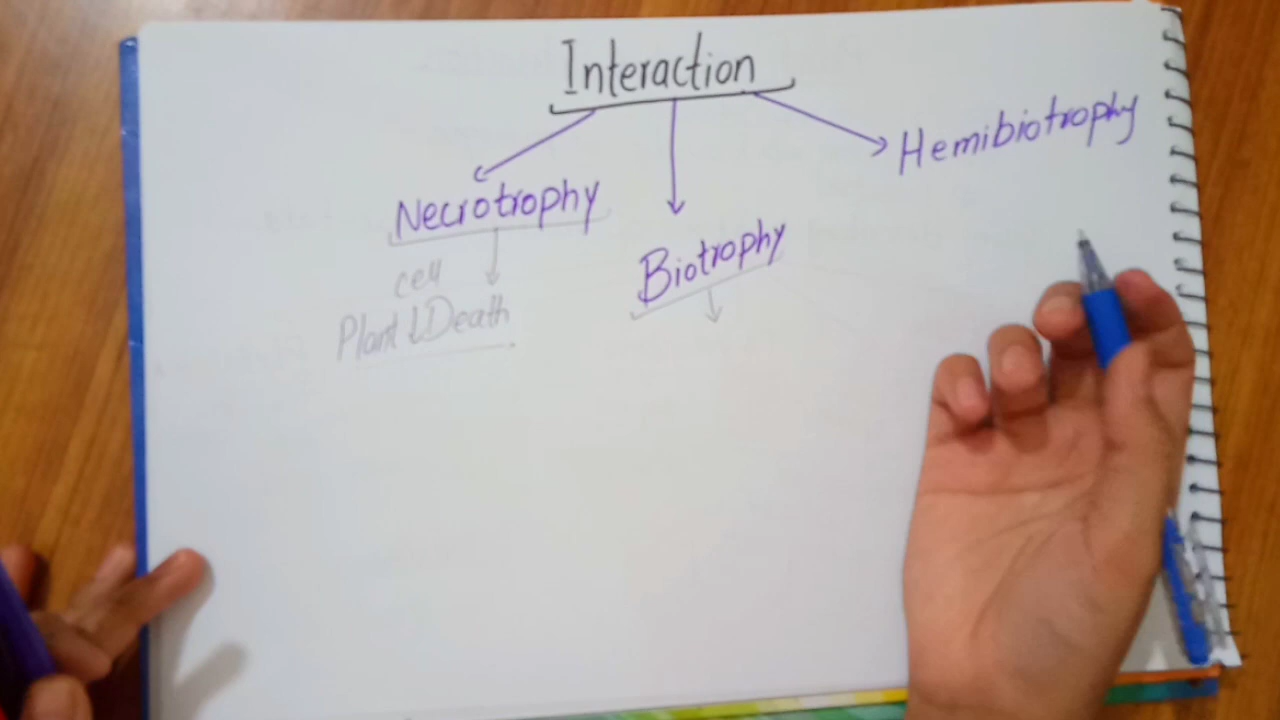 Interaction
Necrotrophy
Biotrophy
Hemibiotrophy
cell
Plant Death